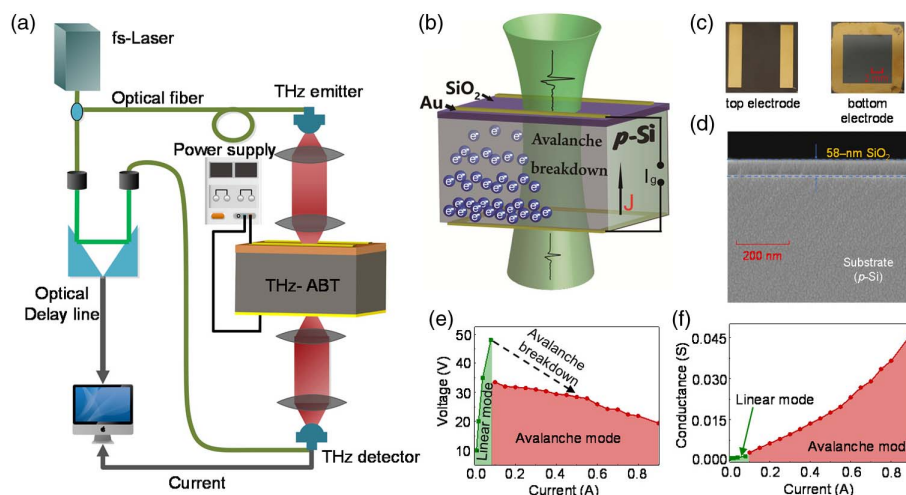 (a)
fs-Laser
Optical fiber
THz emitter
Power supply
THz- ABT
Optical
Delay line
THz detector
Current
(b)
SiO2
Au
p-Si
Avalanche
breakdown
Ig
J
(c)
top electrode
bottom
electrode
(d)
58–nm SiO2
200 nm
Substrate
(p-Si)
(e)
Voltage (V)
50
40
30
20
10
Linear mode
Avalanche
breakdown
Avalanche mode
0.0 0.2 0.4 0.6 0.8
Current (A)
(f)
Conductance (S)
0.045
0.030
0.015
0.000
Linear mode
Avalanche mod
0.0 0.2 0.4 0.6 0.8
Current (A)